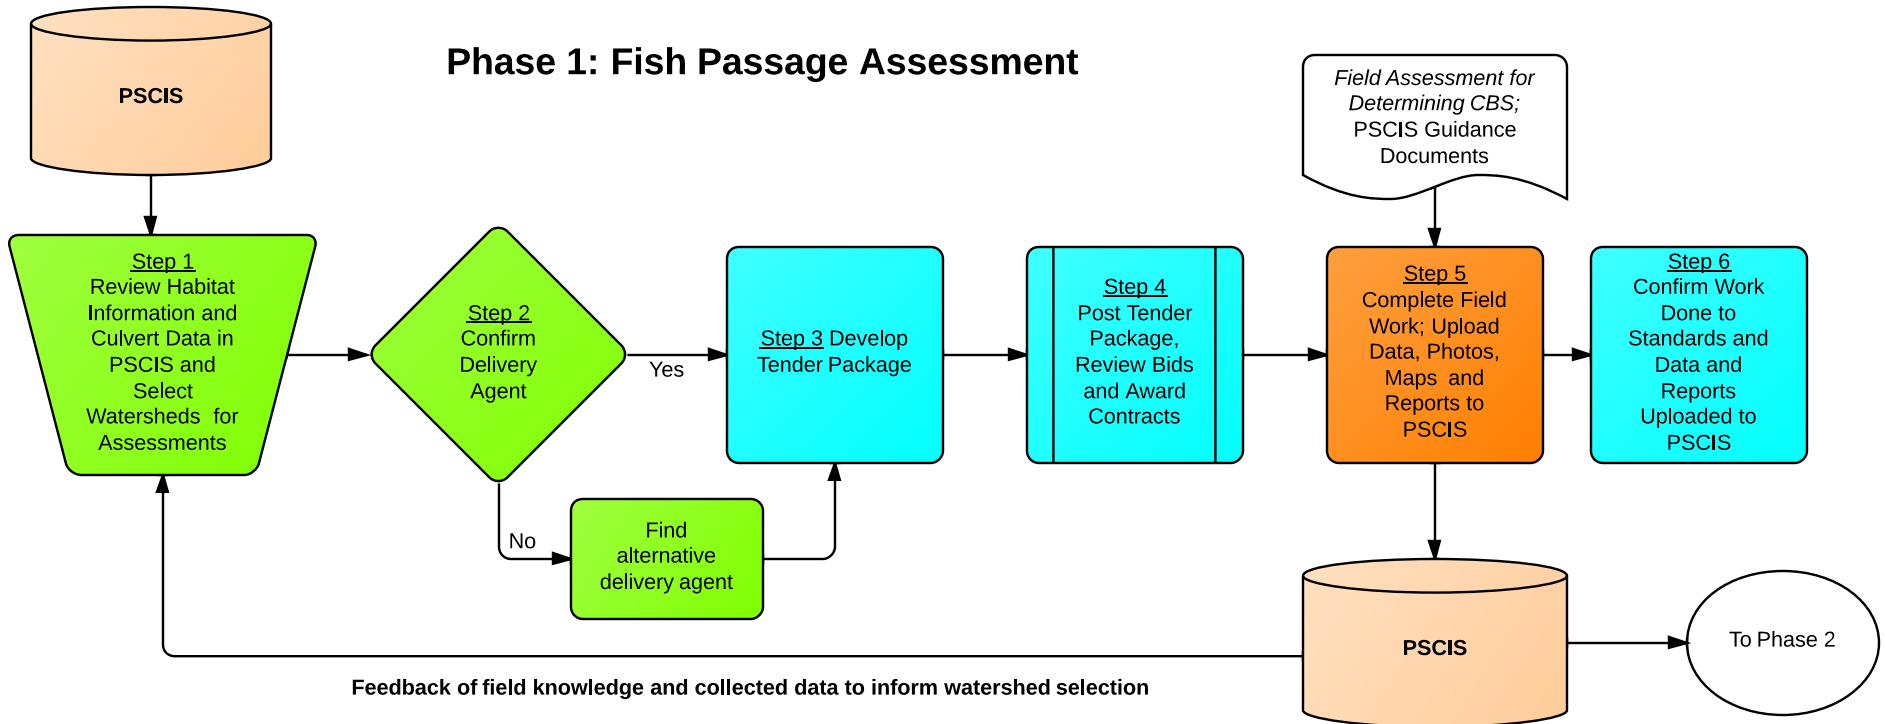 PSCIS
Phase 1: Fish Passage Assessment
Field Assessment for
Determining CBS;
PSCIS Guidance
Documents
Step 1
Review Habitat
Information and
Culvert Data in
PSCIS and
Select
Watersheds for
Assessments
Step 2
Confirm
Delivery
Agent
Yes
No
Find
alternative
delivery agent
Step 3 Develop
Tender Package
Step 4
Post Tender
Package,
Review Bids
and Award
Contracts
Step 5
Complete Field
Work; Upload
Data, Photos,
Maps and
Reports to
PSCIS
Step 6
Confirm Work
Done to
Standards and
Data and
Reports
Uploaded to
PSCIS
PSCIS
To Phase 2
Feedback of field knowledge and collected data to inform watershed selection